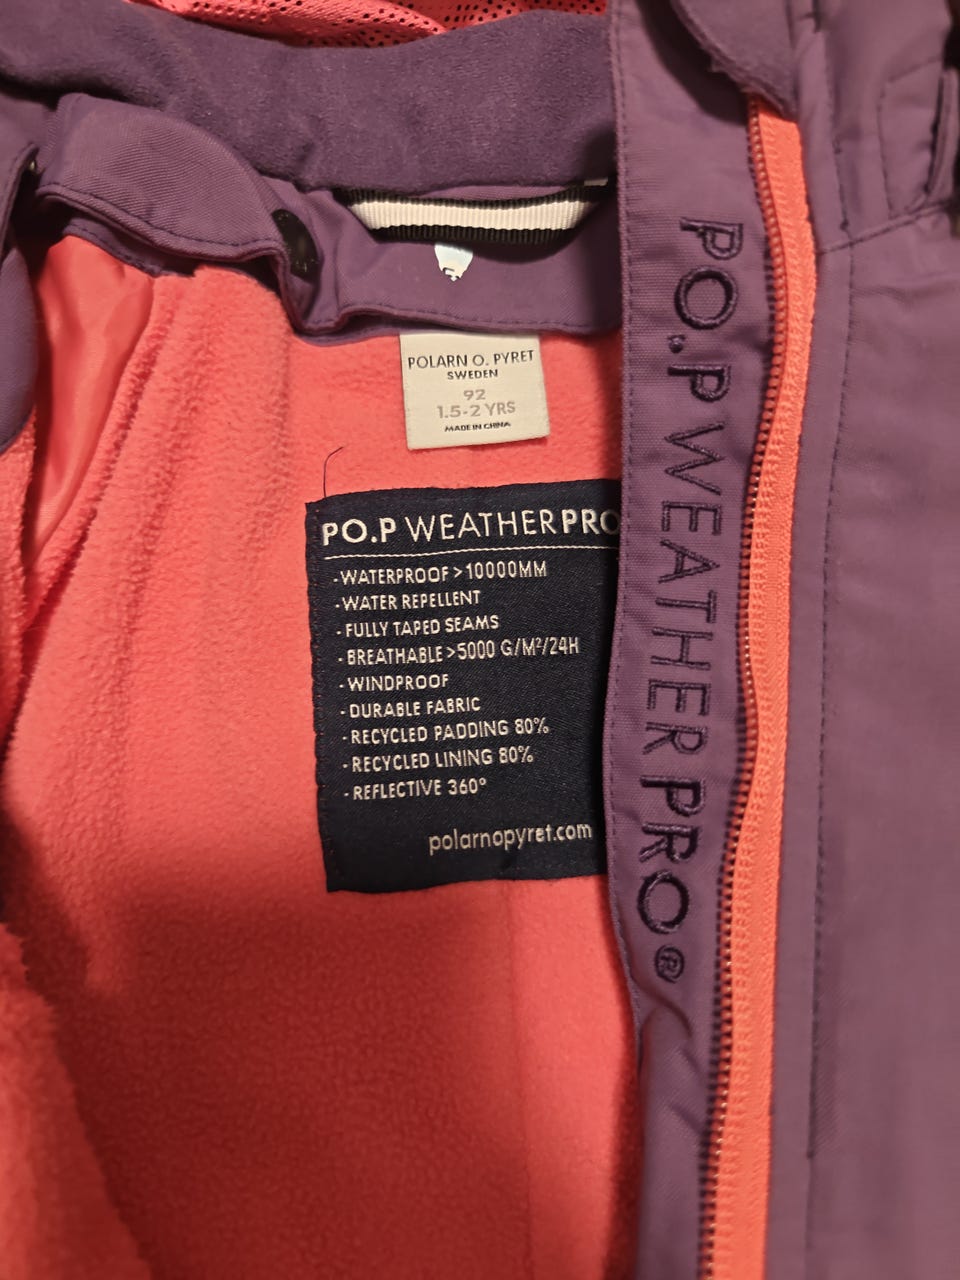 POLARN O. PYRET
SWEDEN
92
1.5-2 YRS
MADE IN CHINA
PO.P WEATHERPRO
- WATERPROOF > 10000MM
- WATER REPELLENT
- FULLY TAPED SEAMS
- BREATHABLE > 5000 G/M²/24H
- WINDPROOF
- DURABLE FABRIC
- RECYCLED PADDING 80%
- RECYCLED LINING 80%
- REFLECTIVE 360°
polarnopyret.com
PO.P WEATHERPRO®